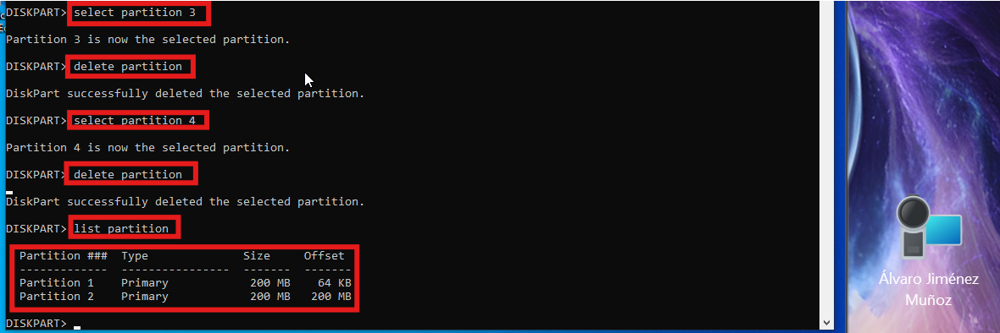 DISKPART> select partition 3
Partition 3 is now the selected partition.
DISKPART> delete partition
DiskPart successfully deleted the selected partition.
DISKPART> select partition 4
Partition 4 is now the selected partition.
DISKPART> delete partition
DiskPart successfully deleted the selected partition.
DISKPART> list partition
Partition ### Type Size Offset
------------- ---------------- ------- -------
Partition 1 Primary 200 MB 64 KB
Partition 2 Primary 200 MB 200 MB
DISKPART>
Álvaro Jiménez
Muñoz